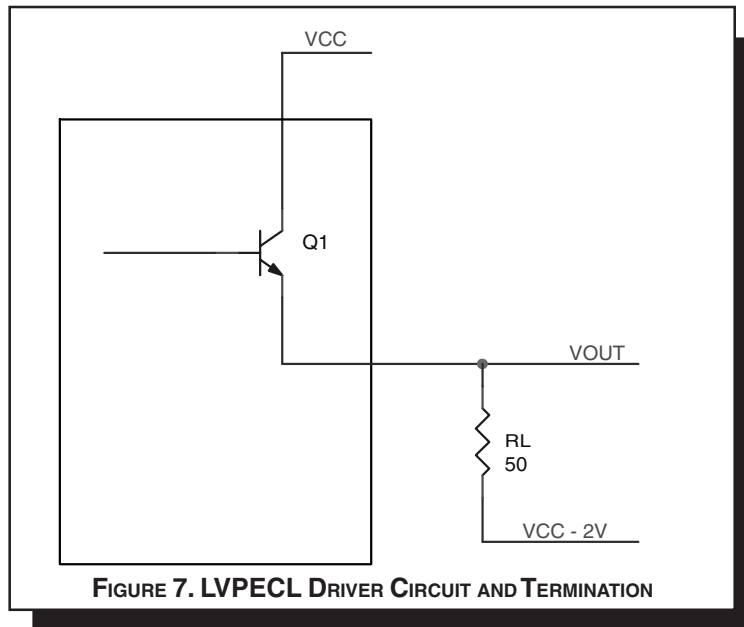 VCC
Q1
VOUT
RL
50
VCC - 2V
FIGURE 7. LVPECL DRIVER CIRCUIT AND TERMINATION